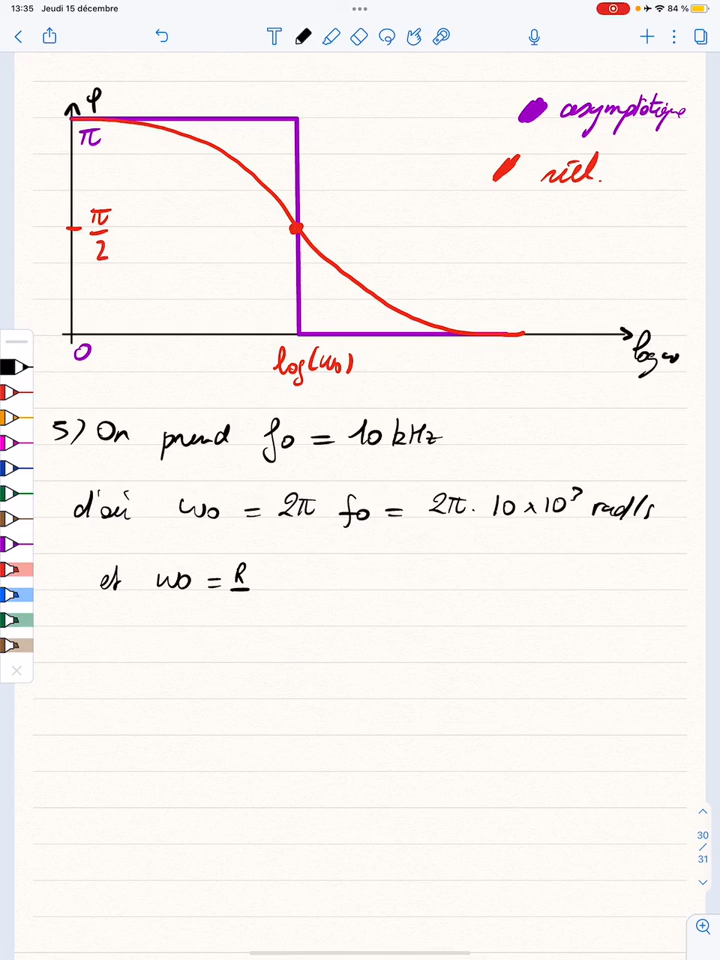 13:35 Jeudi 15 décembre
84 %
φ
asymptotique
π
réel.
π/2
0
log(ω0)
log ω
5) On prend f0 = 10 kHz
d'où ω0 = 2π f0 = 2π. 10 × 10³ rad/s
et ω0 = R
30
/
31